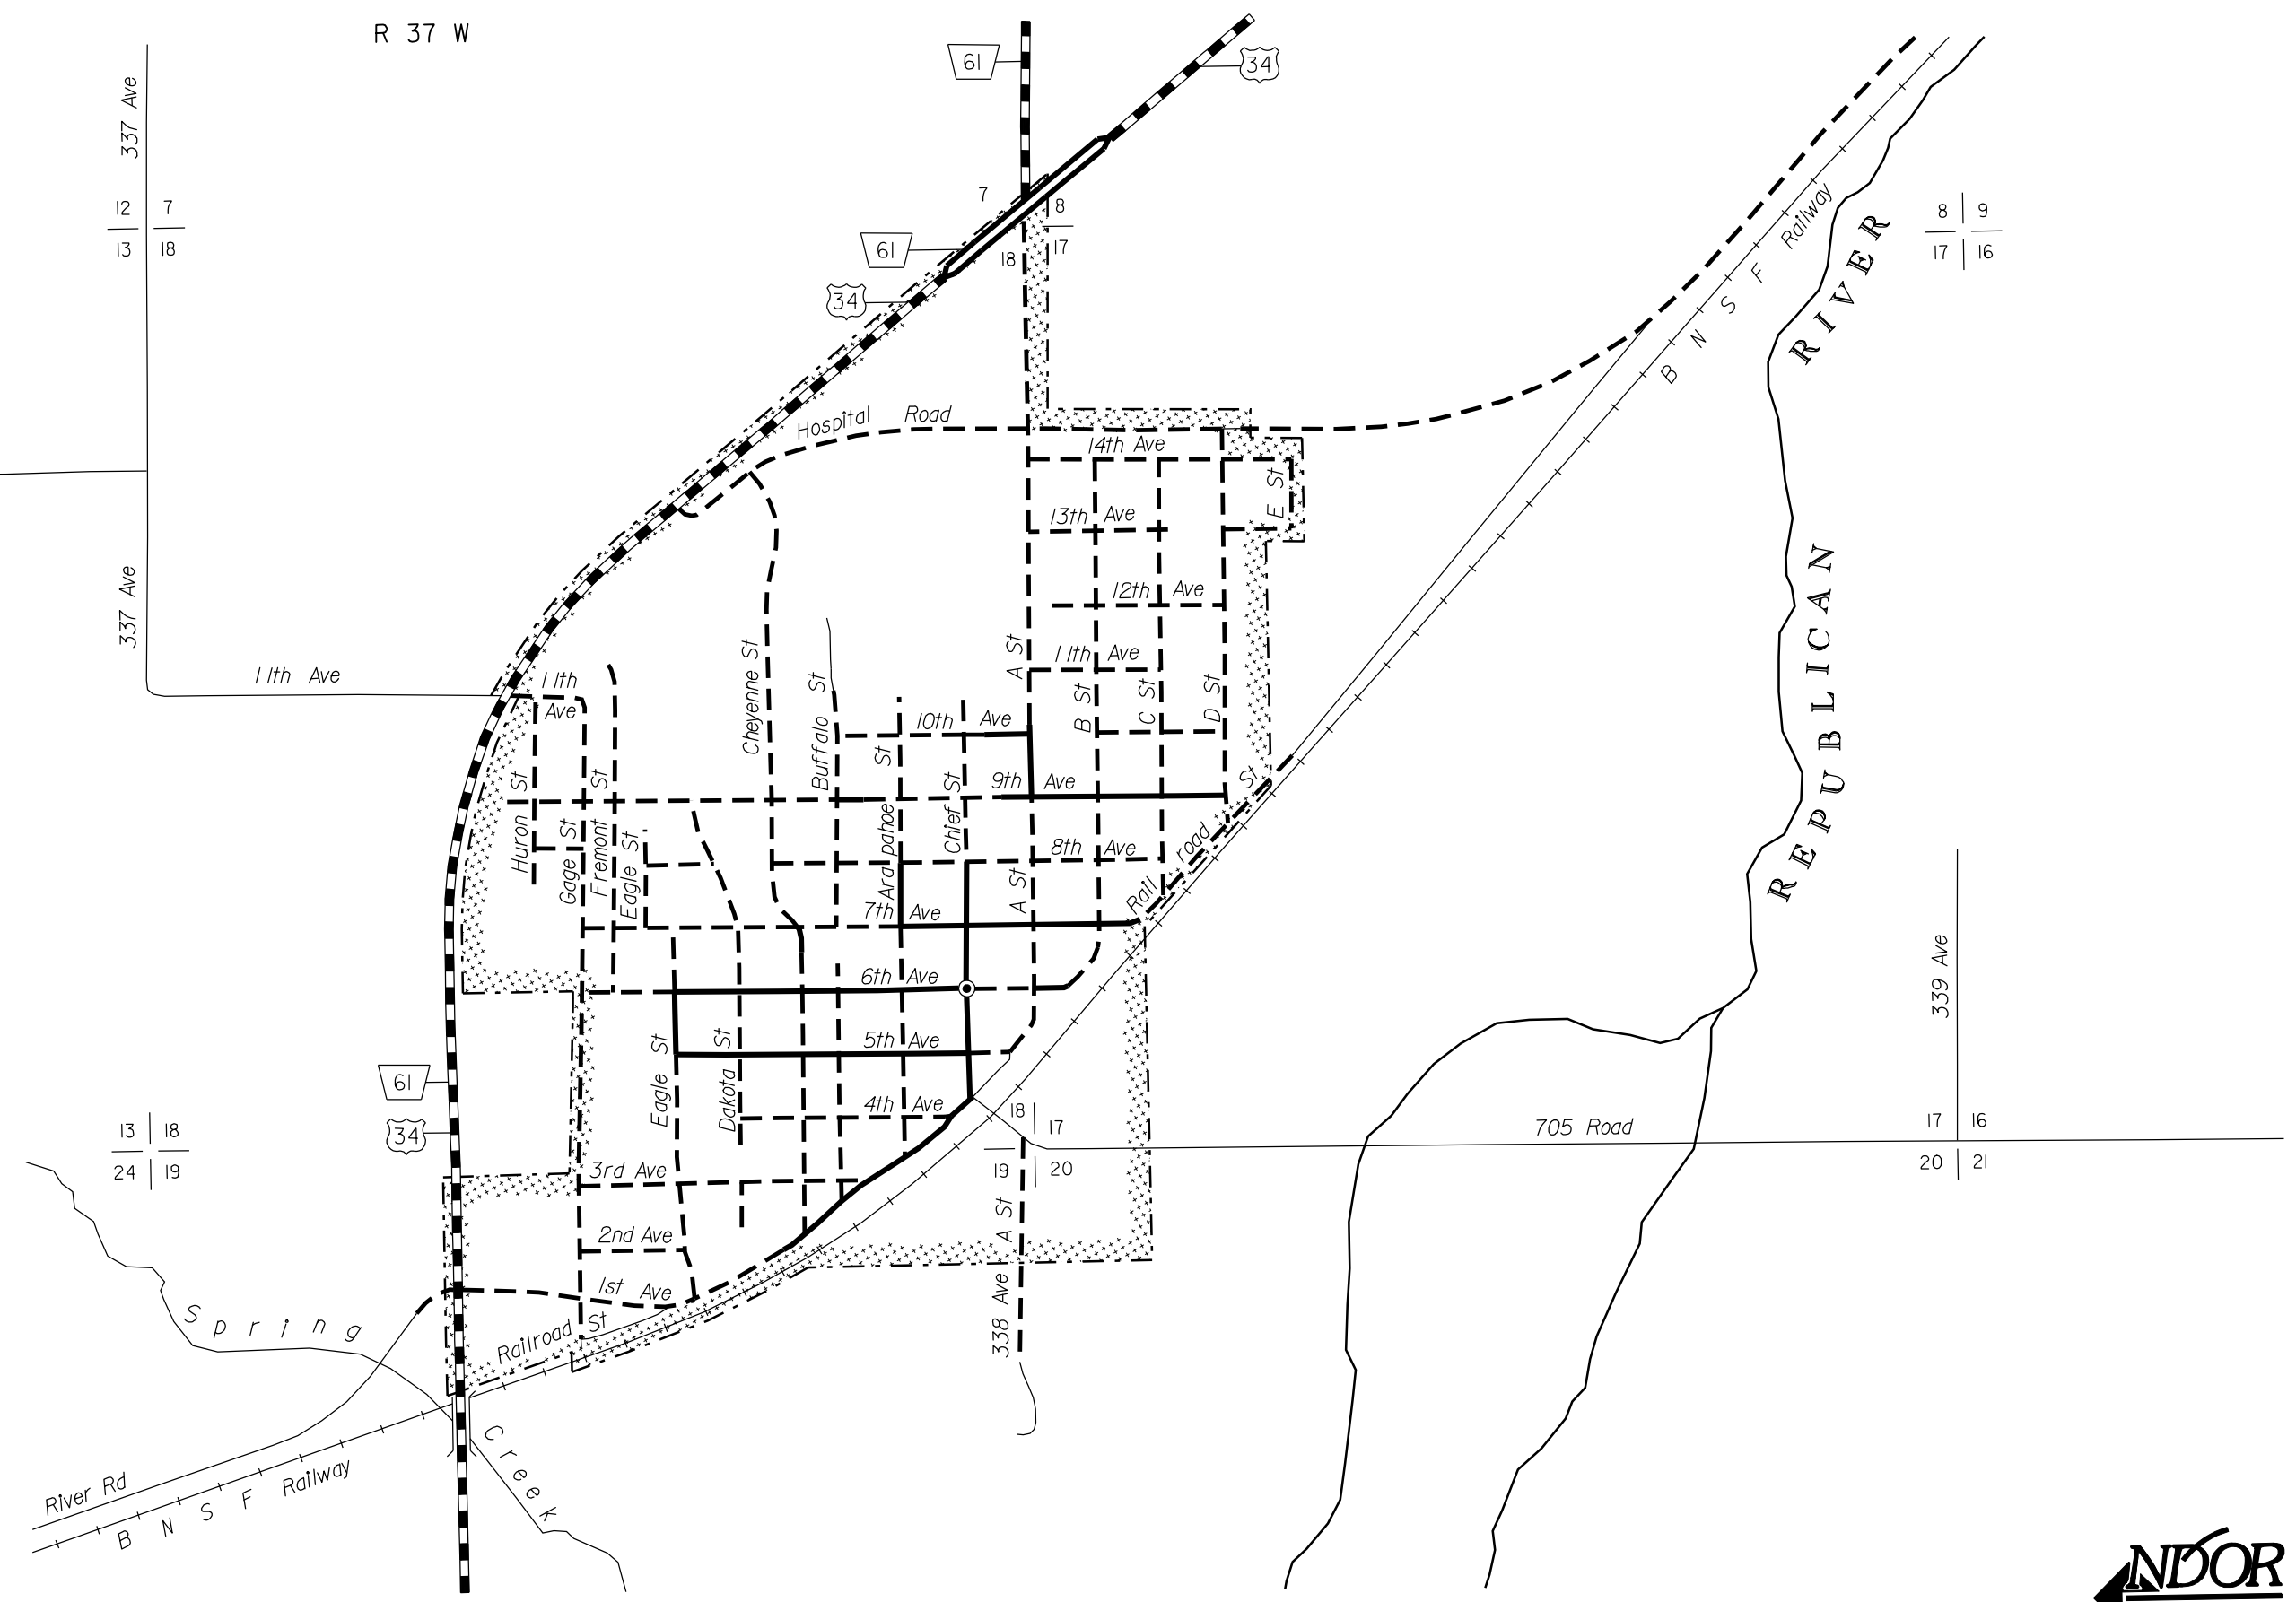 R 37 W
61
34
337 Ave
12 7
13 18
7
8
18
17
61
34
Railway
B N S F
RIVER
8 9
17 16
Hospital Road
14th Ave
E St
13th Ave
12th Ave
337 Ave
11th Ave
11th
Ave
A St
11th Ave
Cheyenne St
Buffalo St
B St
C St
D St
10th Ave
REPUBLICAN
Huron St
Gage St
Fremont St
Eagle St
Arapahoe St
Chief St
9th Ave
8th Ave
Rail road St
7th Ave
A St
6th Ave
339 Ave
Eagle St
Dakota St
5th Ave
61
34
4th Ave
13 18
24 19
18
17
19 20
705 Road
17 16
20 21
3rd Ave
2nd Ave
338 Ave A St
1st Ave
Railroad St
Spring
Creek
River Rd
B N S F Railway
NDOR